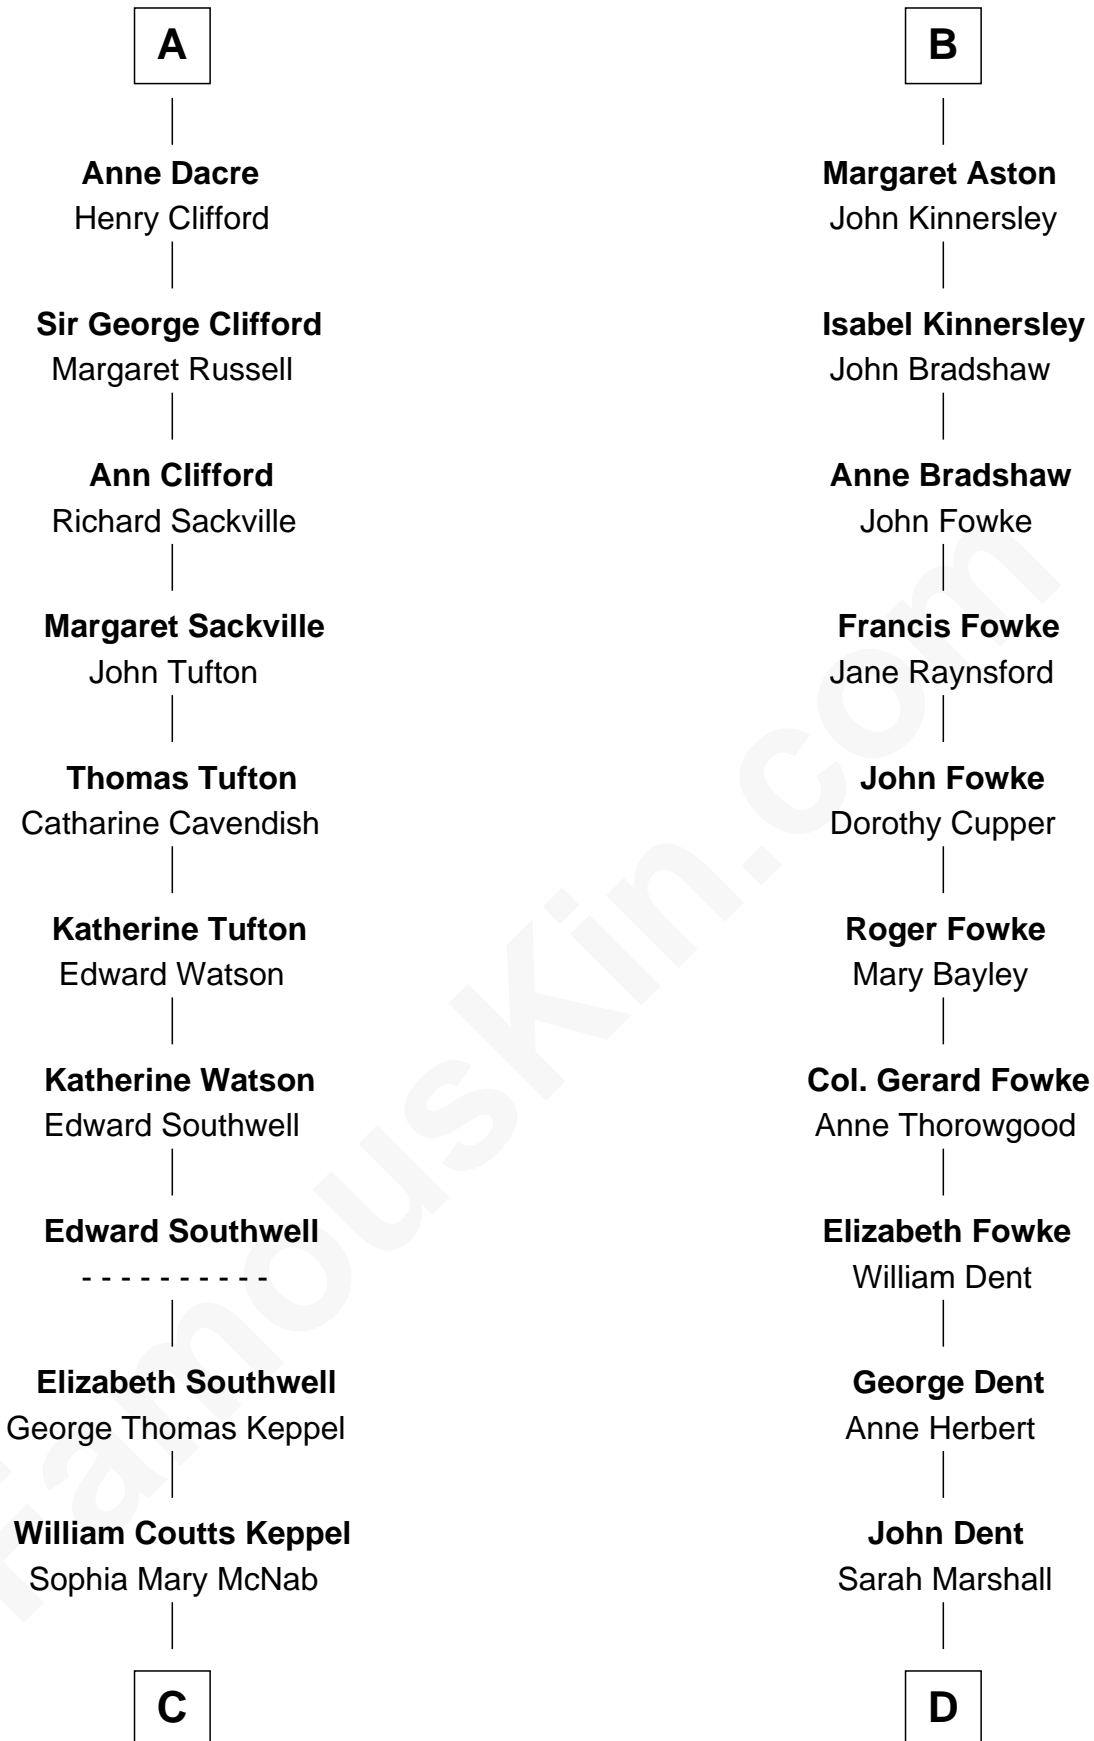 A
Anne Dacre
Henry Clifford
Sir George Clifford
Margaret Russell
Ann Clifford
Richard Sackville
Margaret Sackville
John Tufton
Thomas Tufton
Catharine Cavendish
Katherine Tufton
Edward Watson
Katherine Watson
Edward Southwell
Edward Southwell
- - - - - - - - - -
Elizabeth Southwell
George Thomas Keppel
William Coutts Keppel
Sophia Mary McNab
C
B
Margaret Aston
John Kinnersley
Isabel Kinnersley
John Bradshaw
Anne Bradshaw
John Fowke
Francis Fowke
Jane Raynsford
John Fowke
Dorothy Cupper
Roger Fowke
Mary Bayley
Col. Gerard Fowke
Anne Thorowgood
Elizabeth Fowke
William Dent
George Dent
Anne Herbert
John Dent
Sarah Marshall
D
FamousKin.com